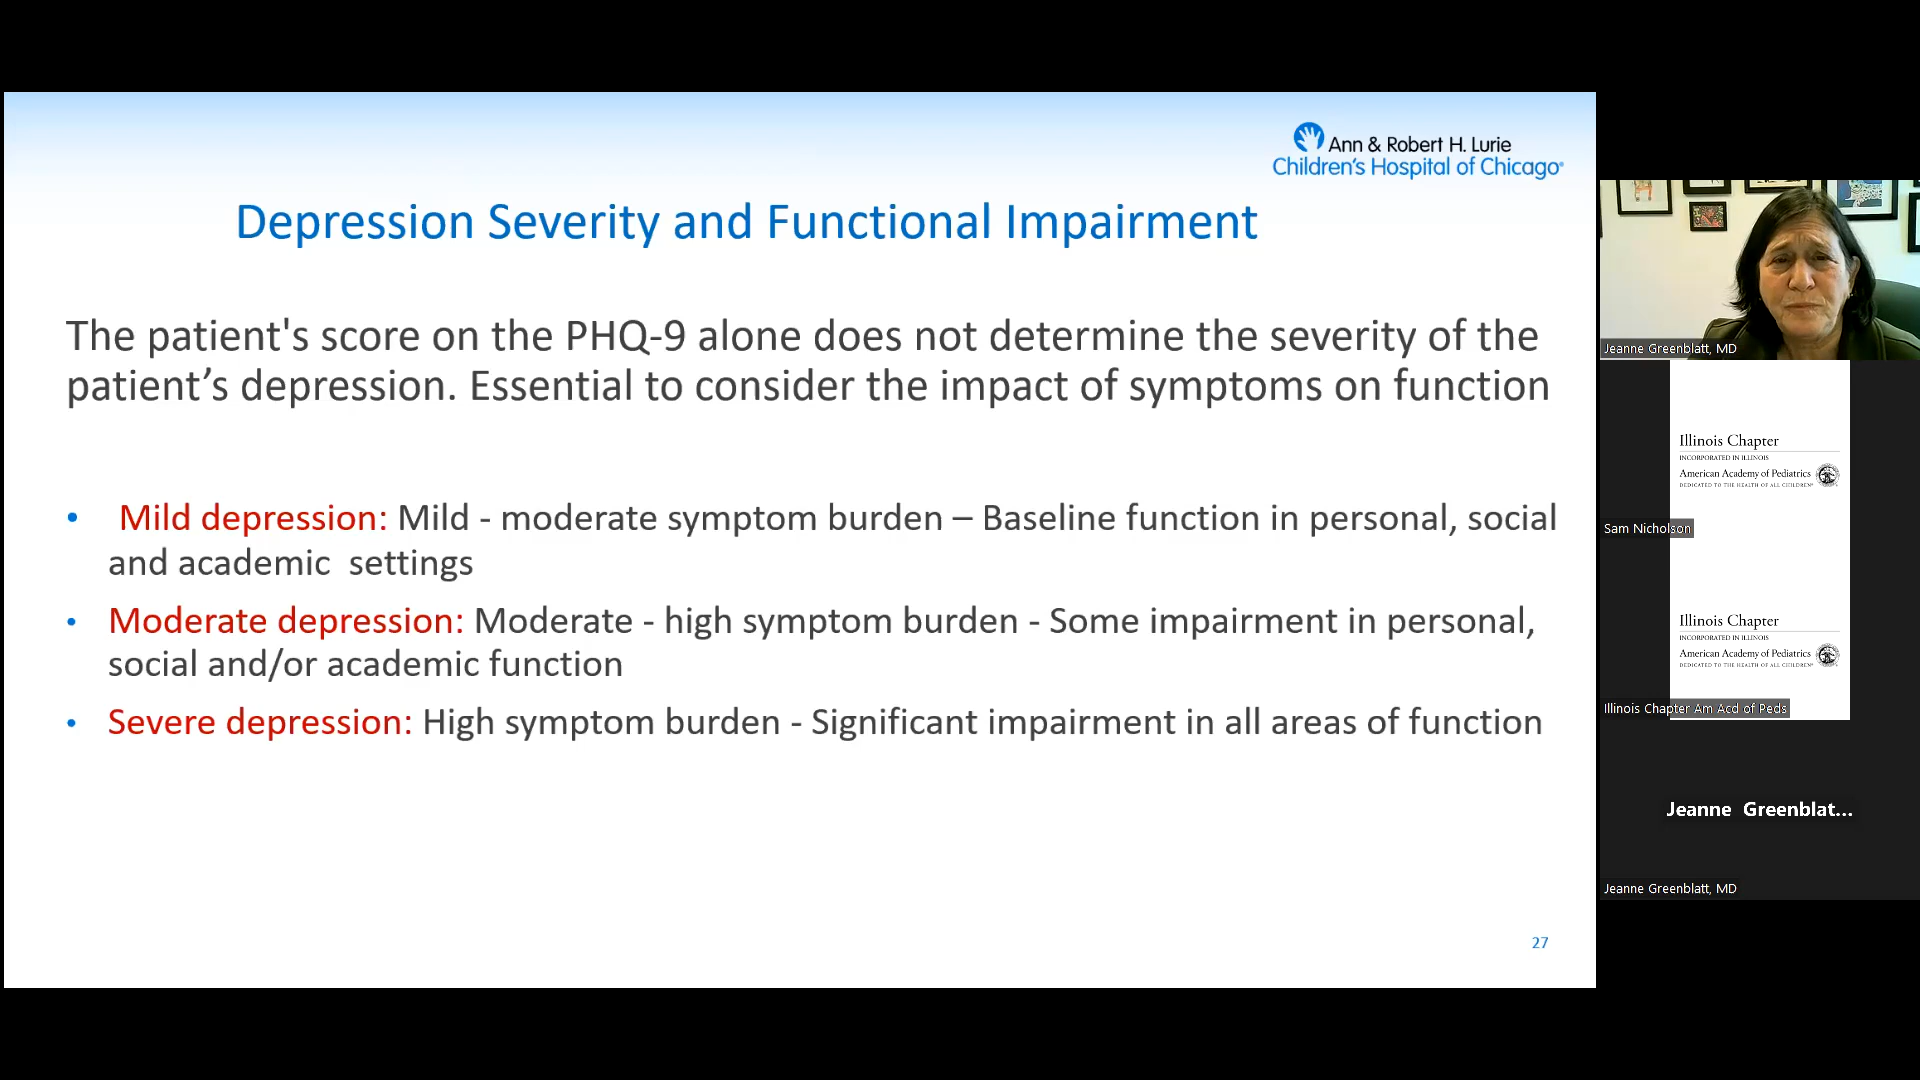 Ann & Robert H. Lurie
Children's Hospital of Chicago®
Depression Severity and Functional Impairment
The patient's score on the PHQ-9 alone does not determine the severity of the
patient’s depression. Essential to consider the impact of symptoms on function
• Mild depression: Mild - moderate symptom burden – Baseline function in personal, social
and academic  settings
• Moderate depression: Moderate - high symptom burden - Some impairment in personal,
social and/or academic function
• Severe depression: High symptom burden - Significant impairment in all areas of function
27
Jeanne Greenblatt, MD
Illinois Chapter
INCORPORATED IN ILLINOIS
American Academy of Pediatrics
DEDICATED TO THE HEALTH OF ALL CHILDREN®
Sam Nicholson
Illinois Chapter
INCORPORATED IN ILLINOIS
American Academy of Pediatrics
DEDICATED TO THE HEALTH OF ALL CHILDREN®
Illinois Chapter Am Acd of Peds
Jeanne  Greenblat...
Jeanne Greenblatt, MD